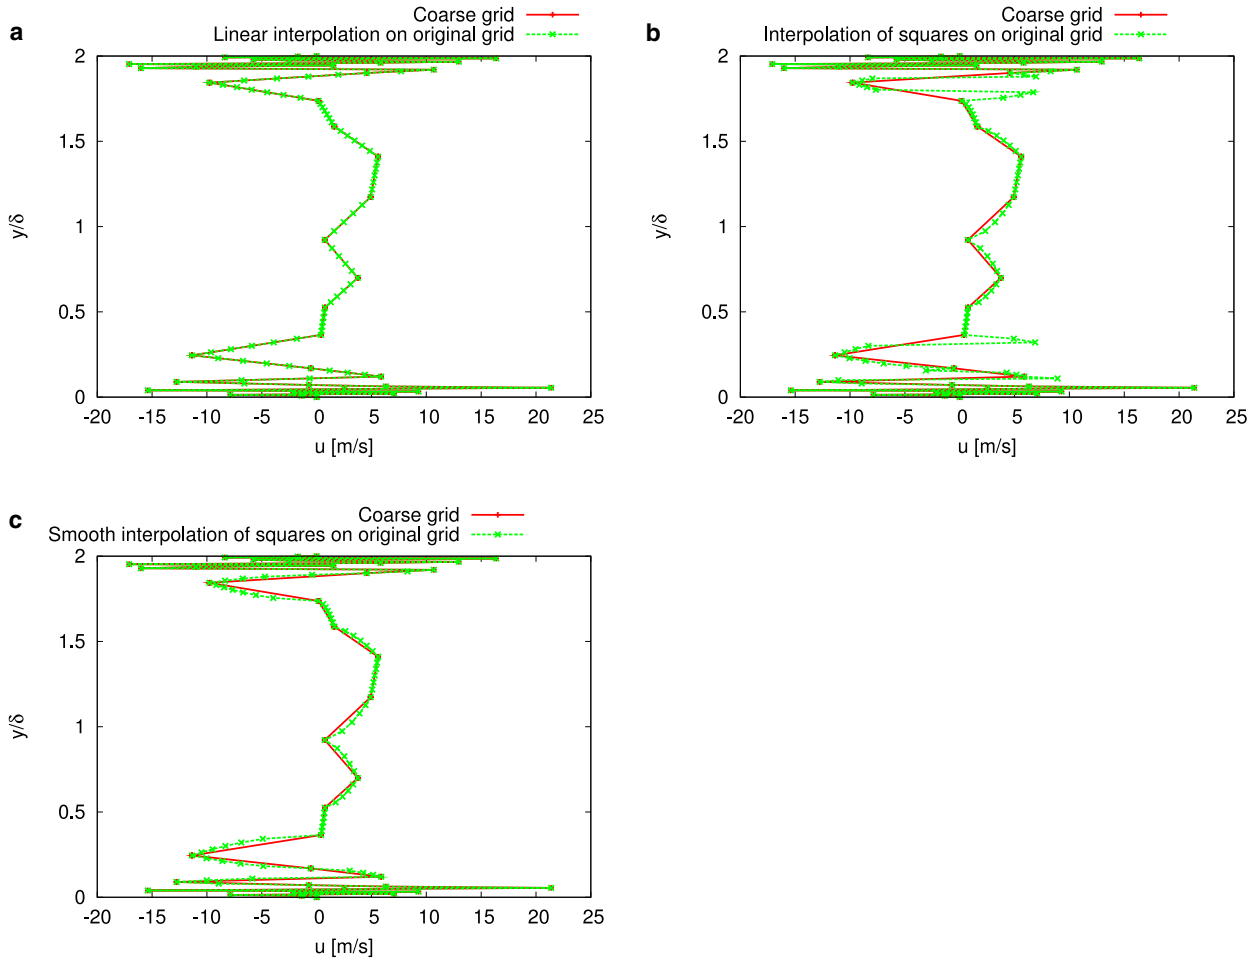 a
Coarse grid
Linear interpolation on original grid
2
1.5
1
0.5
0
y/δ
-20 -15 -10 -5 0 5 10 15 20 25
u [m/s]
b
Coarse grid
Interpolation of squares on original grid
2
1.5
1
0.5
0
y/δ
-20 -15 -10 -5 0 5 10 15 20 25
u [m/s]
c
Coarse grid
Smooth interpolation of squares on original grid
2
1.5
1
0.5
0
y/δ
-20 -15 -10 -5 0 5 10 15 20 25
u [m/s]